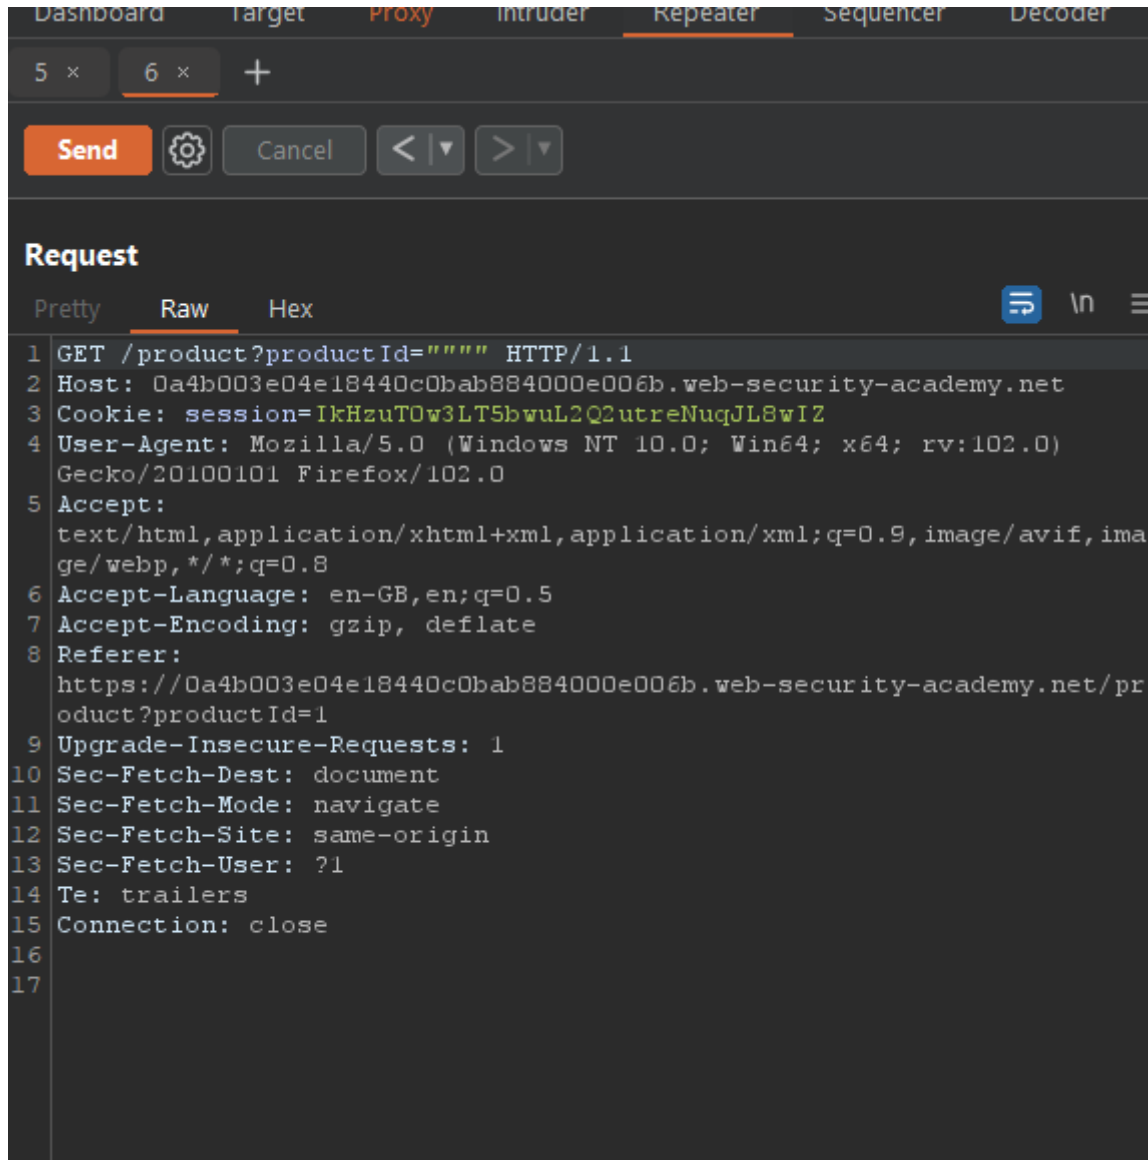 Dashboard Target Proxy Intruder Repeater Sequencer Decoder
5 × 6 × +
Send Cancel < | ▼ > | ▼
Request
Pretty Raw Hex \n
1 GET /product?productId="""" HTTP/1.1
2 Host: 0a4b003e04e18440c0bab884000e006b.web-security-academy.net
3 Cookie: session=IkHzuT0w3LT5bwuL2Q2utreNuqJL8wIZ
4 User-Agent: Mozilla/5.0 (Windows NT 10.0; Win64; x64; rv:102.0)
Gecko/20100101 Firefox/102.0
5 Accept:
text/html,application/xhtml+xml,application/xml;q=0.9,image/avif,ima
ge/webp,*/*;q=0.8
6 Accept-Language: en-GB,en;q=0.5
7 Accept-Encoding: gzip, deflate
8 Referer:
https://0a4b003e04e18440c0bab884000e006b.web-security-academy.net/pr
oduct?productId=1
9 Upgrade-Insecure-Requests: 1
10 Sec-Fetch-Dest: document
11 Sec-Fetch-Mode: navigate
12 Sec-Fetch-Site: same-origin
13 Sec-Fetch-User: ?1
14 Te: trailers
15 Connection: close
16
17